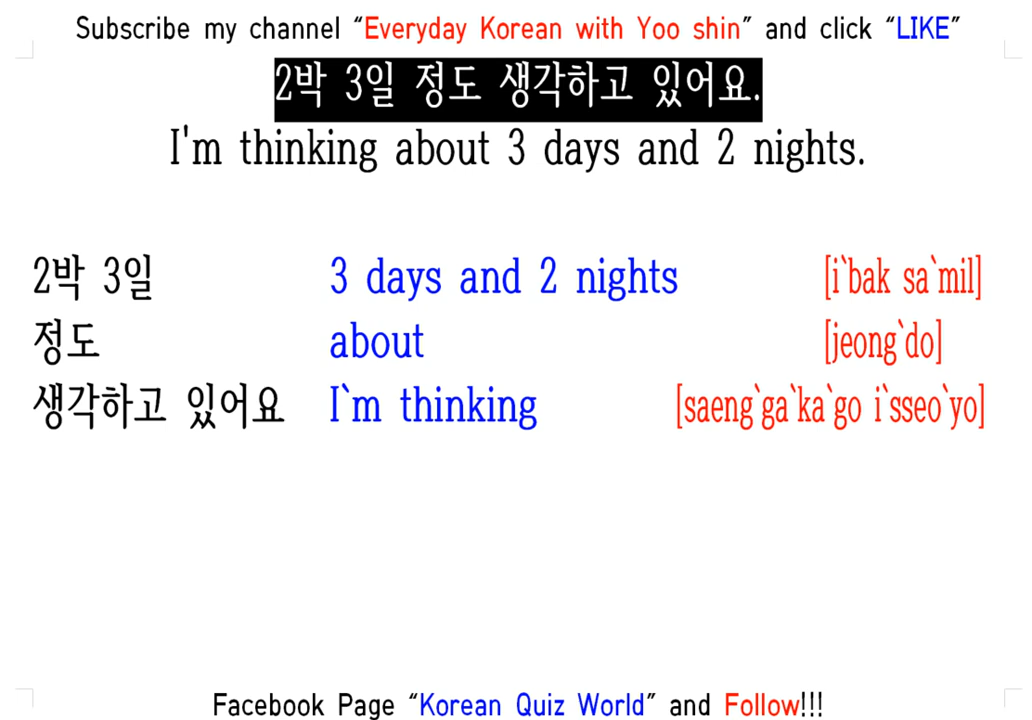 Subscribe my channel “Everyday Korean with Yoo shin” and click “LIKE”
2박 3일 정도 생각하고 있어요.
I'm thinking about 3 days and 2 nights.
2박 3일 3 days and 2 nights [i`bak sa`mil]
정도 about [jeong`do]
생각하고 있어요 I`m thinking [saeng`ga`ka`go i`sseo`yo]
Facebook Page “Korean Quiz World” and Follow!!!